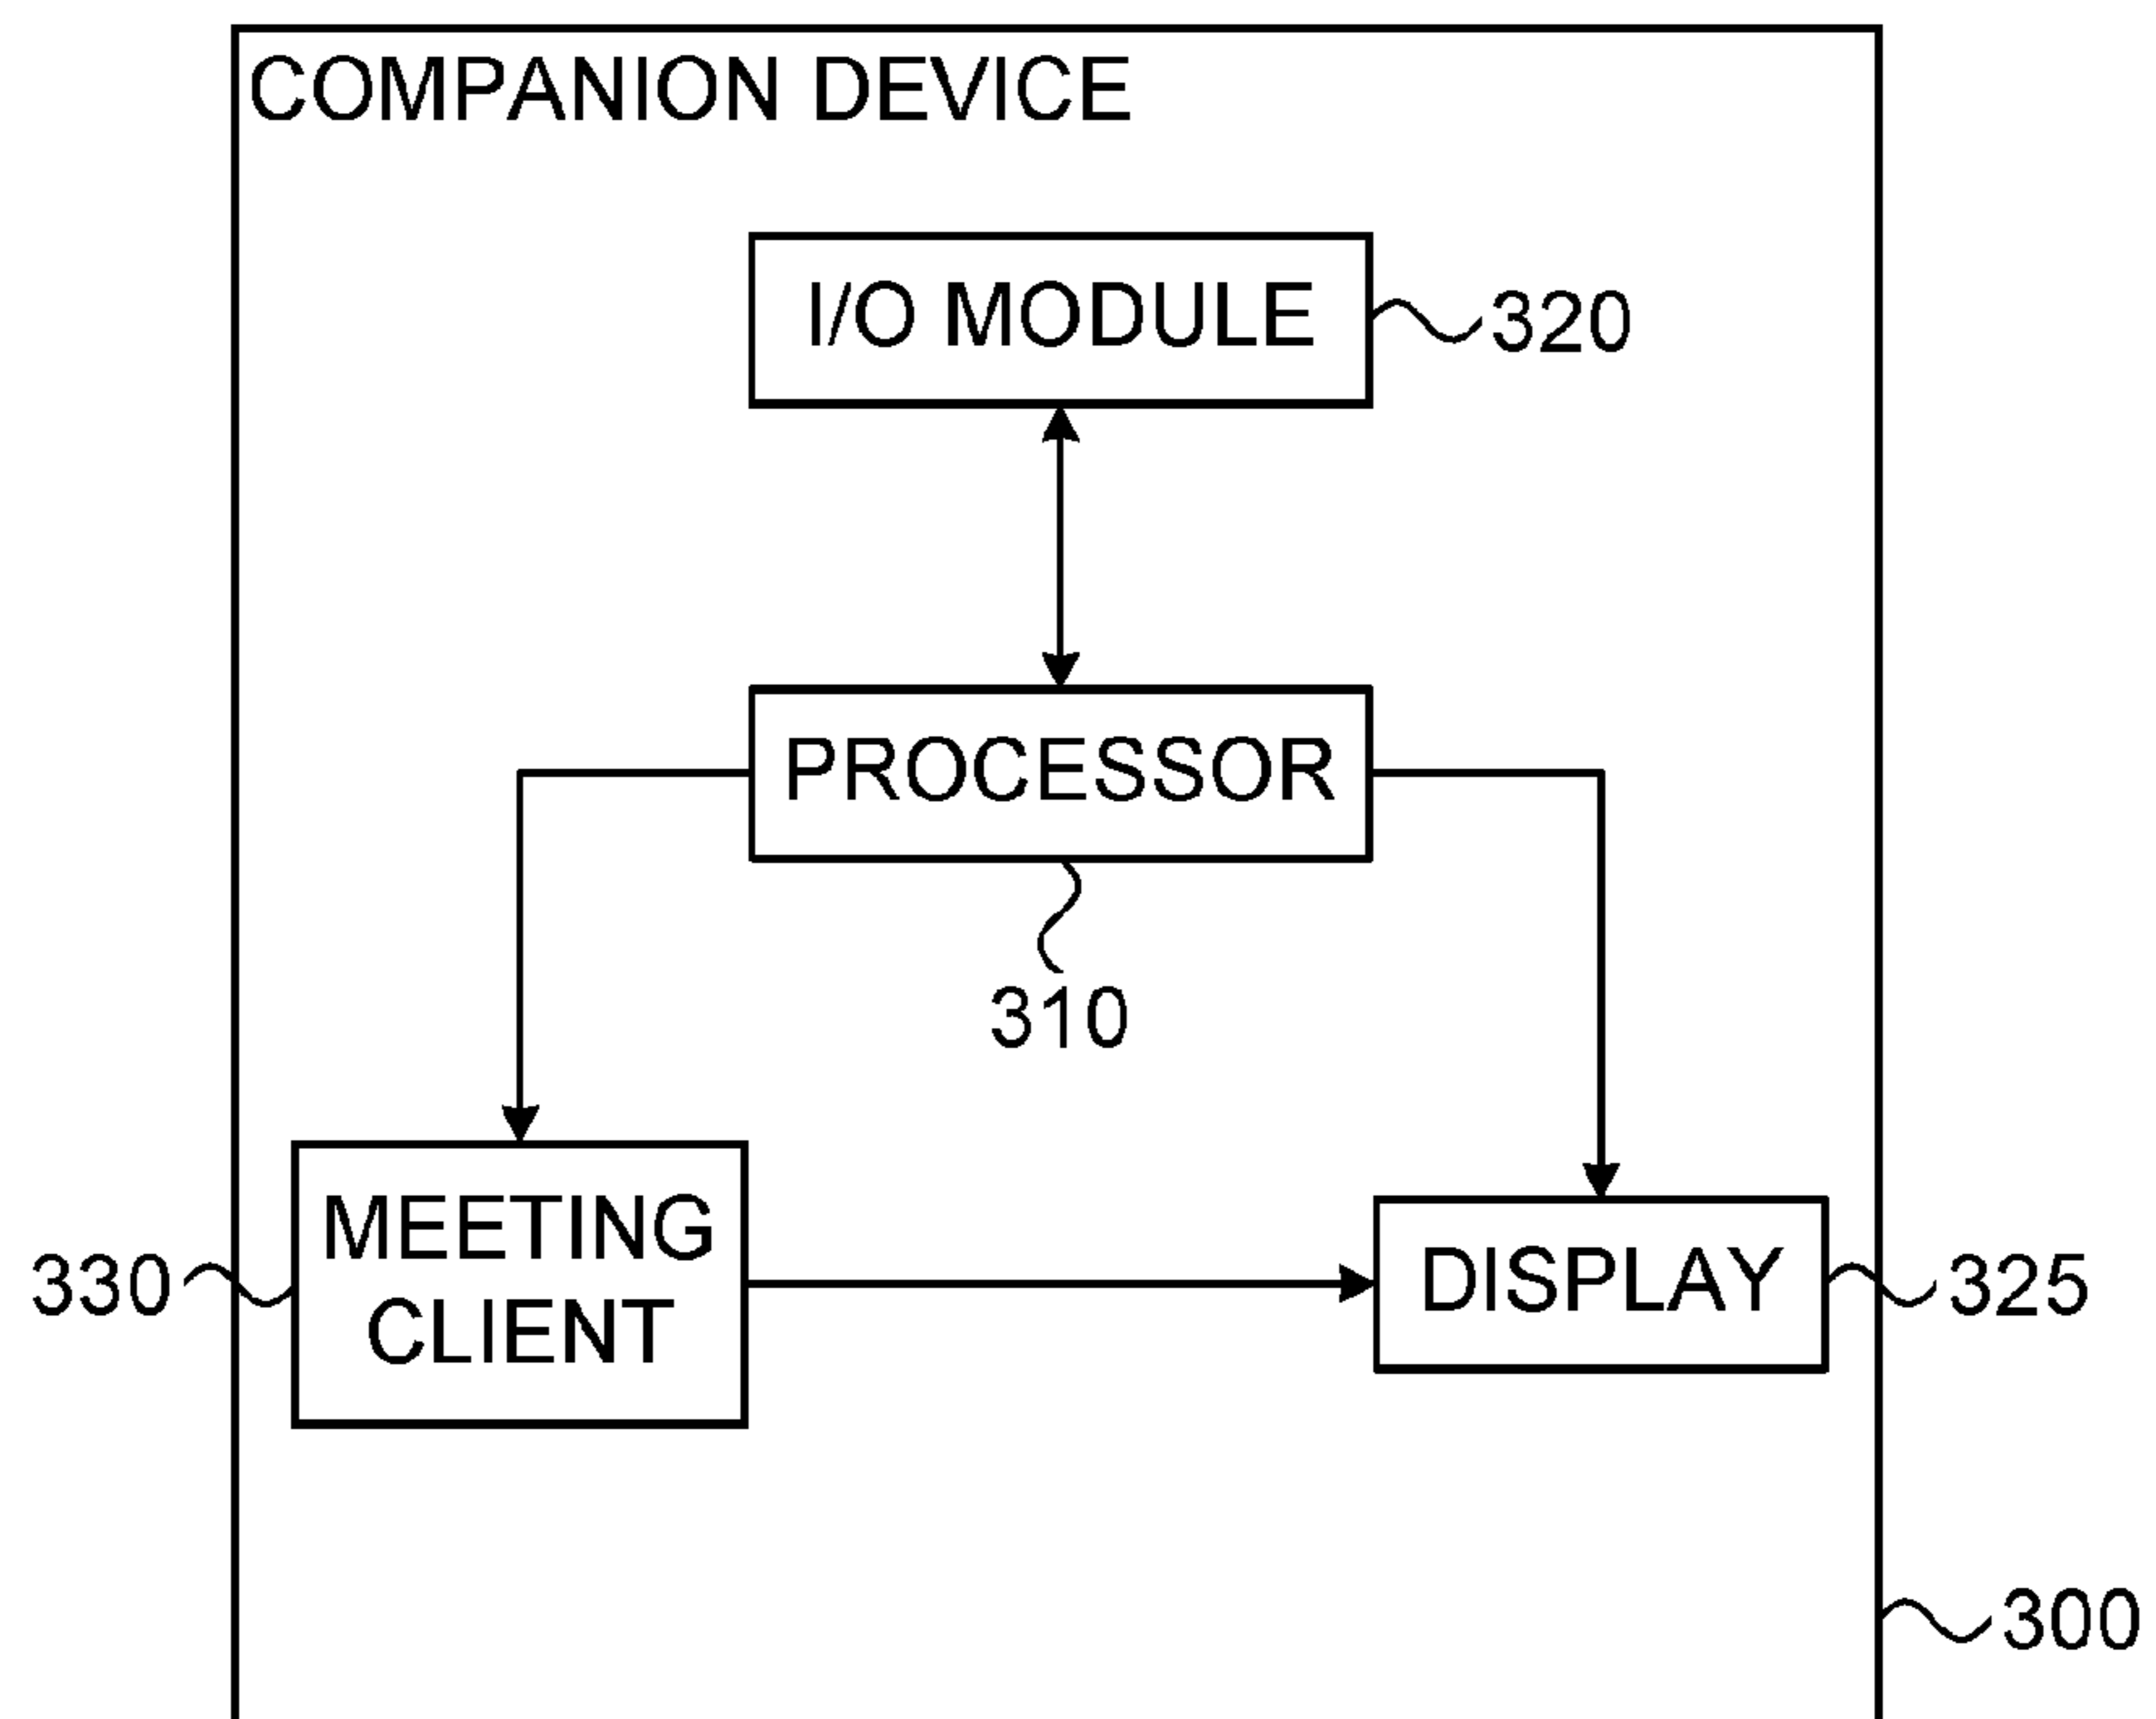 COMPANION DEVICE
I/O MODULE
320
PROCESSOR
310
MEETING
CLIENT
330
DISPLAY
325
300